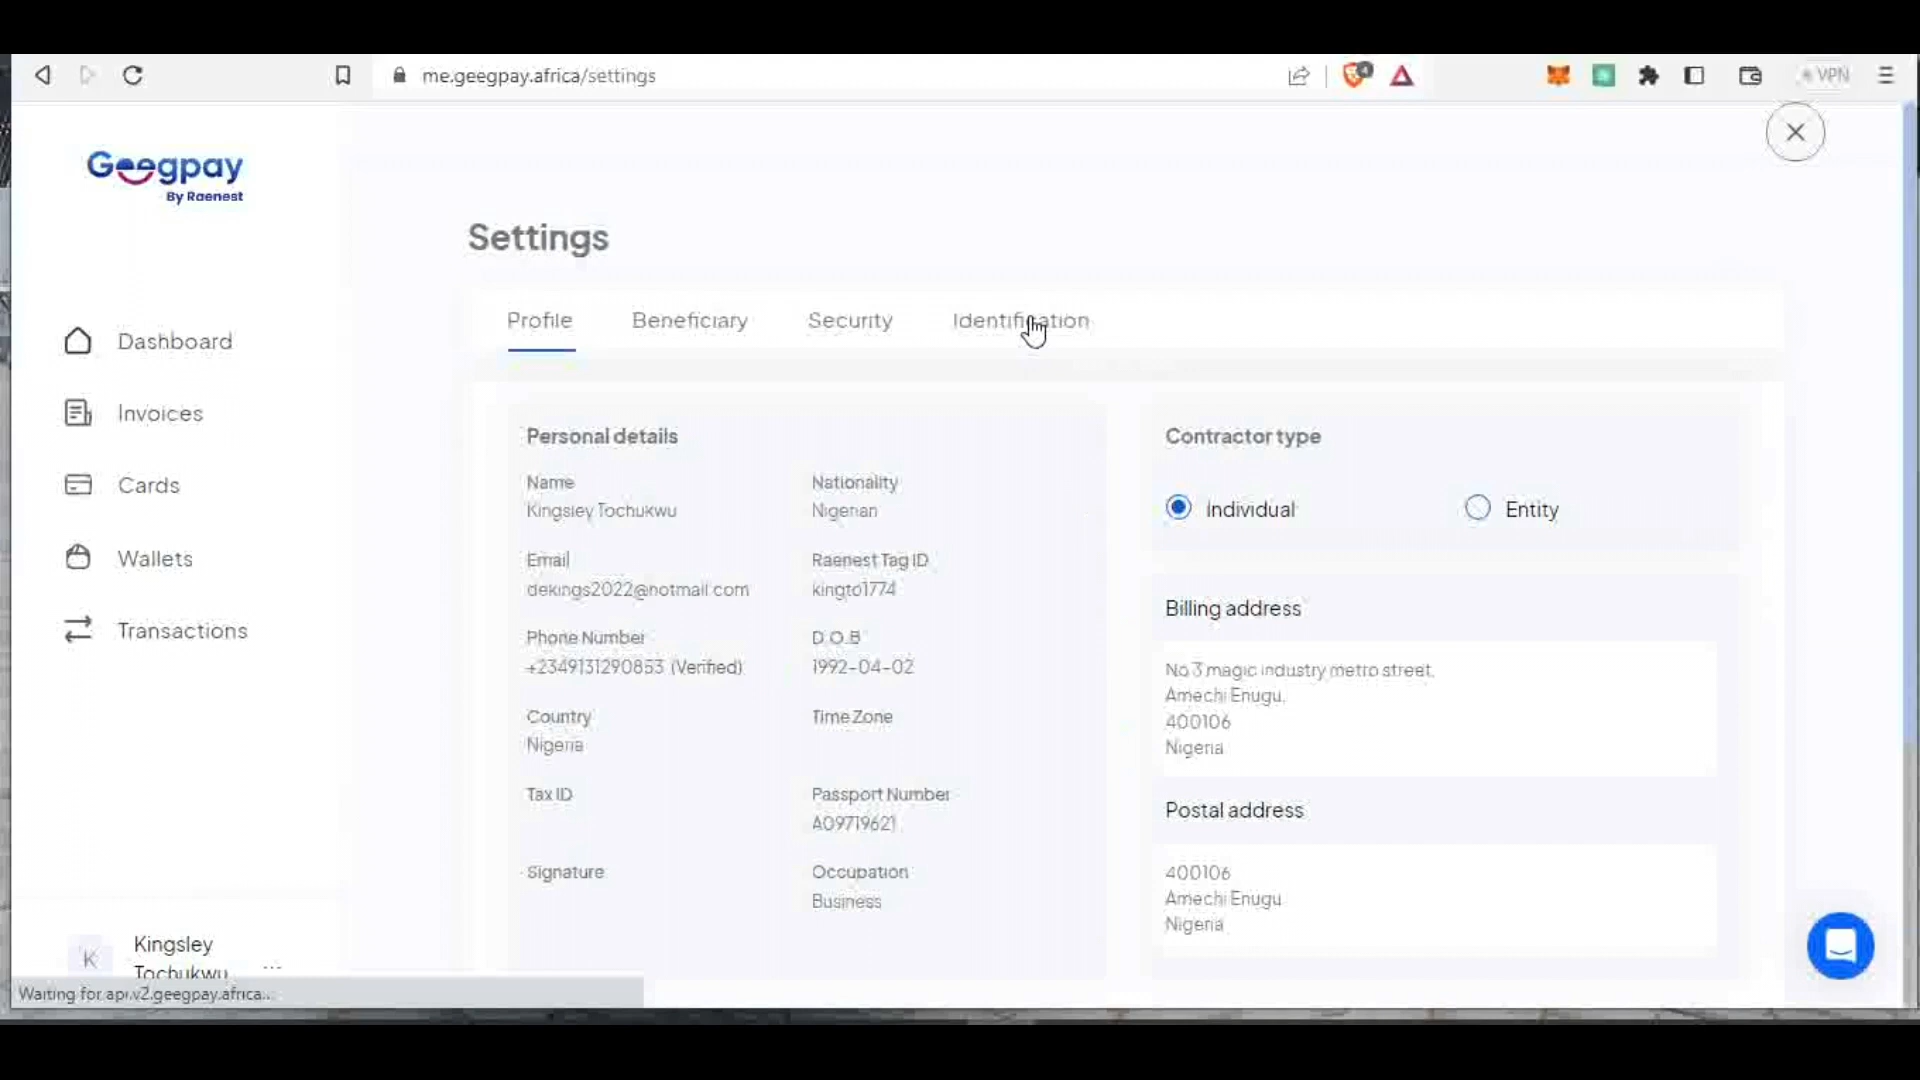 me.geegpay.africa/settings
4
VPN
Geegpay
By Raenest
Settings
Profile
Beneficiary
Security
Identification
Dashboard
Invoices
Cards
Wallets
Transactions
Personal details
Name
Kingsley Tochukwu
Nationality
Nigerian
Email
dekings2022@hotmail.com
Raenest Tag ID
kingto1774
Phone Number
+2349131290853 (Verified)
D.O.B
1992-04-02
Country
Nigeria
Time Zone
Tax ID
Passport Number
A09719621
Signature
Occupation
Business
Contractor type
Individual
Entity
Billing address
No 3 magic industry metro street,
Amechi Enugu,
400106
Nigeria
Postal address
400106
Amechi Enugu
Nigeria
K
Kingsley
Tochukwu
...
Waiting for api.v2.geegpay.africa...